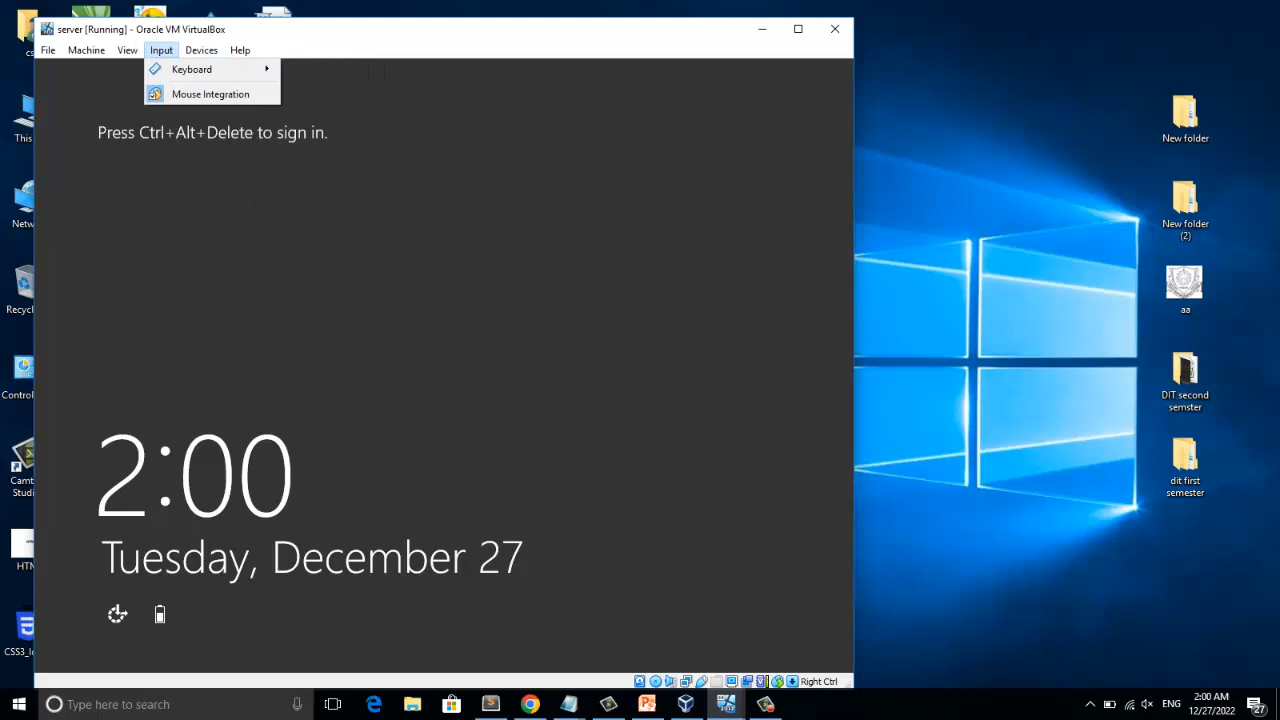 server [Running] - Oracle VM VirtualBox
File Machine View Input Devices Help
Keyboard
Mouse Integration
Press Ctrl+Alt+Delete to sign in.
2:00
Tuesday, December 27
Right Ctrl
This
Netw
Recyc
Control
Camt
Studi
HTM
CSS3_lo
New folder
New folder
(2)
aa
DIT second
semster
dit first
semester
Type here to search
ENG
2:00 AM
12/27/2022
27